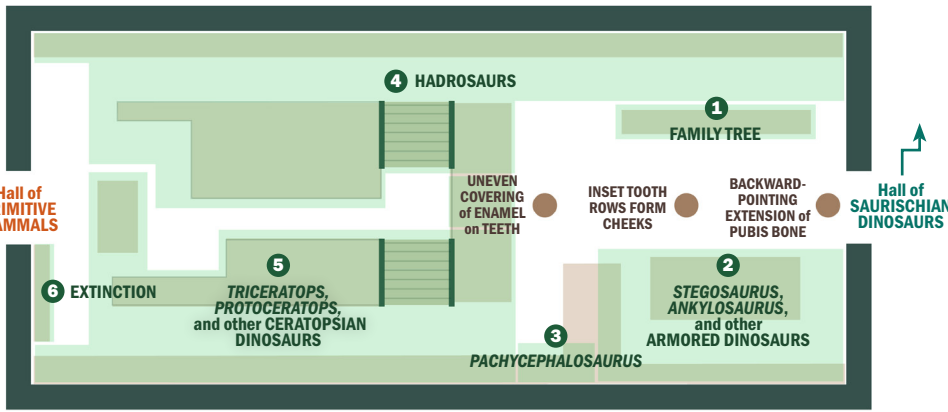 4 HADROSAURS
1
FAMILY TREE
UNEVEN
COVERING
of ENAMEL
on TEETH
INSET TOOTH
ROWS FORM
CHEEKS
BACKWARD-
POINTING
EXTENSION of
PUBIS BONE
Hall of
SAURISCHIAN
DINOSAURS
Hall of
RIMITIVE
AMMALS
6 EXTINCTION
5
TRICERATOPS,
PROTOCERATOPS,
and other CERATOPSIAN
DINOSAURS
2
STEGOSAURUS,
ANKYLOSAURUS,
and other
ARMORED DINOSAURS
3
PACHYCEPHALOSAURUS